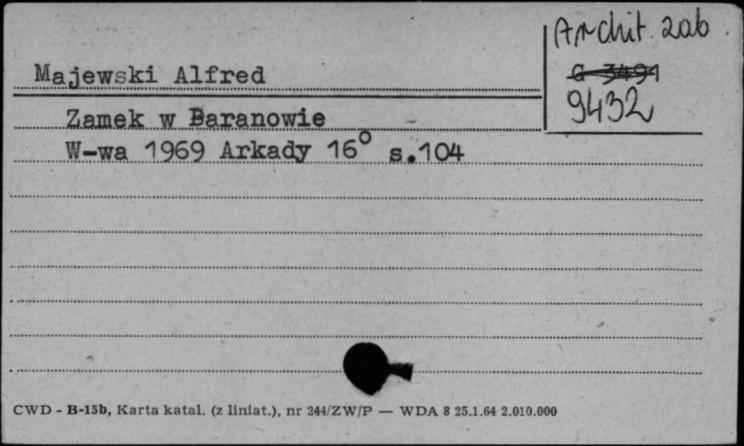 Archit. zab.
Majewski Alfred
G 3491
9432
Zamek w Baranowie
W-wa 1969 Arkady 16° s.104
CWD - B-15b, Karta katal. (z liniat.), nr 244/ZW/P — WDA 8 25.1.64 2.010.000